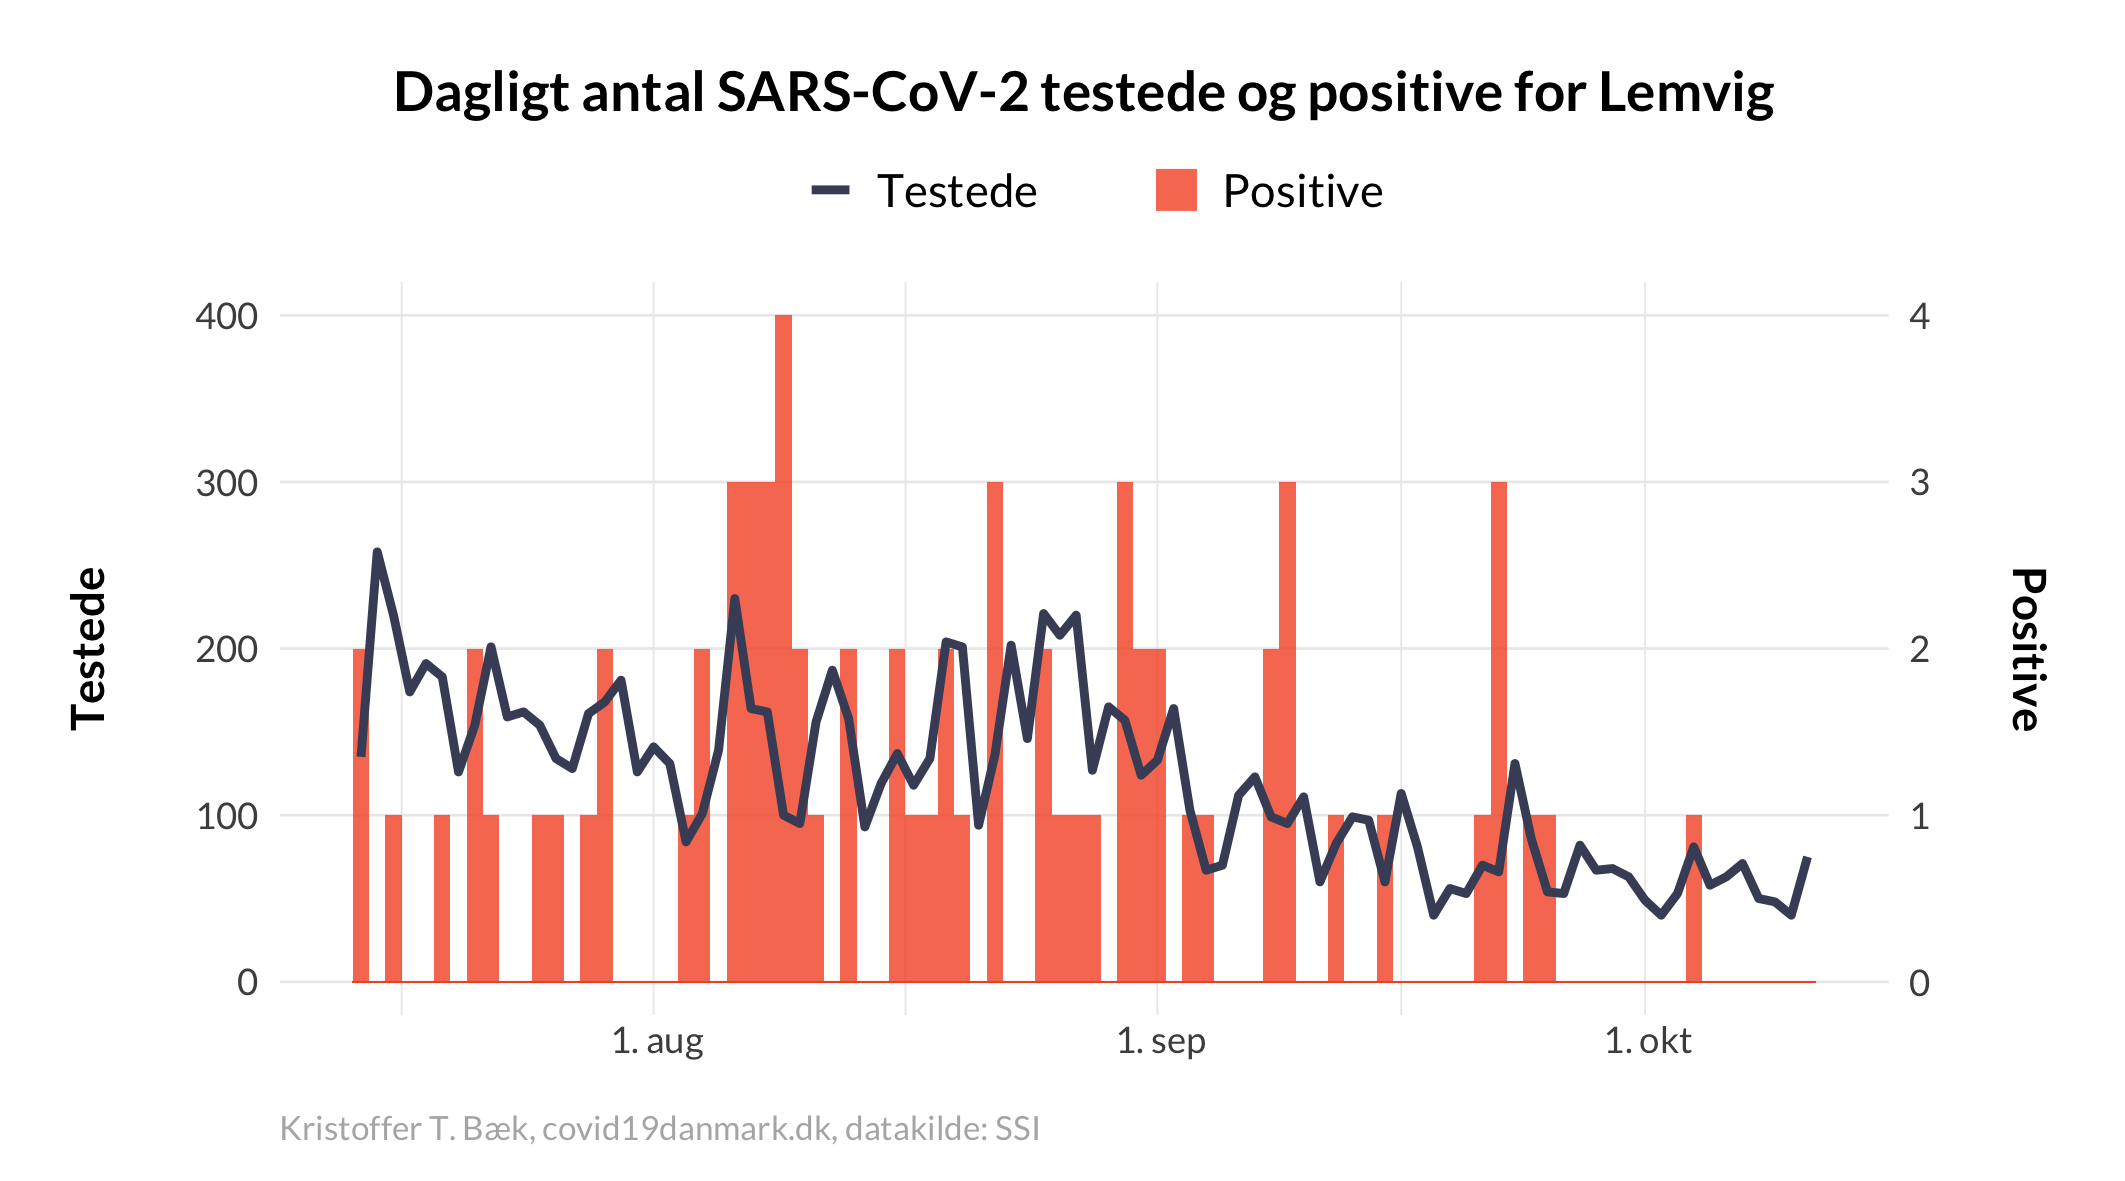 Dagligt antal SARS-CoV-2 testede og positive for Lemvig
Testede
Positive
400
300
200
100
0
4
3
2
1
0
Testede
Positive
1. aug
1. sep
1. okt
Kristoffer T. Bæk, covid19danmark.dk, datakilde: SSI